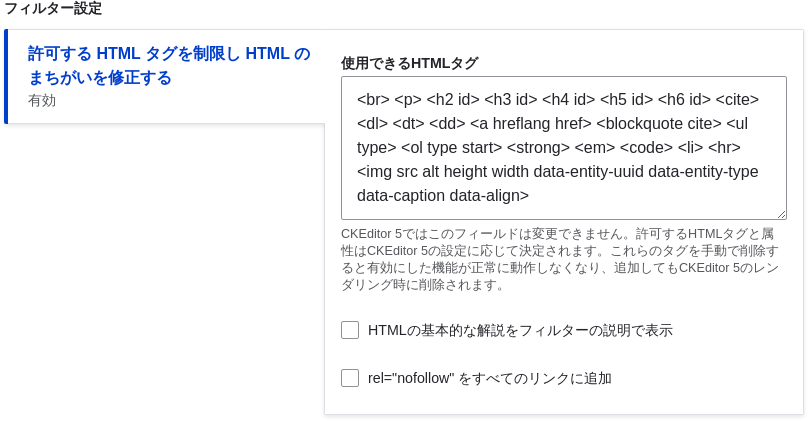 フィルター設定
許可する HTML タグを制限し HTML の
まちがいを修正する
有効
使用できるHTMLタグ
<br> <p> <h2 id> <h3 id> <h4 id> <h5 id> <h6 id> <cite>
<dl> <dt> <dd> <a hreflang href> <blockquote cite> <ul
type> <ol type start> <strong> <em> <code> <li> <hr>
<img src alt height width data-entity-uuid data-entity-type
data-caption data-align>
CKEditor 5ではこのフィールドは変更できません。許可するHTMLタグと属
性はCKEditor 5の設定に応じて決定されます。これらのタグを手動で削除す
ると有効にした機能が正常に動作しなくなり、追加してもCKEditor 5のレン
ダリング時に削除されます。
HTMLの基本的な解説をフィルターの説明で表示
rel="nofollow" をすべてのリンクに追加